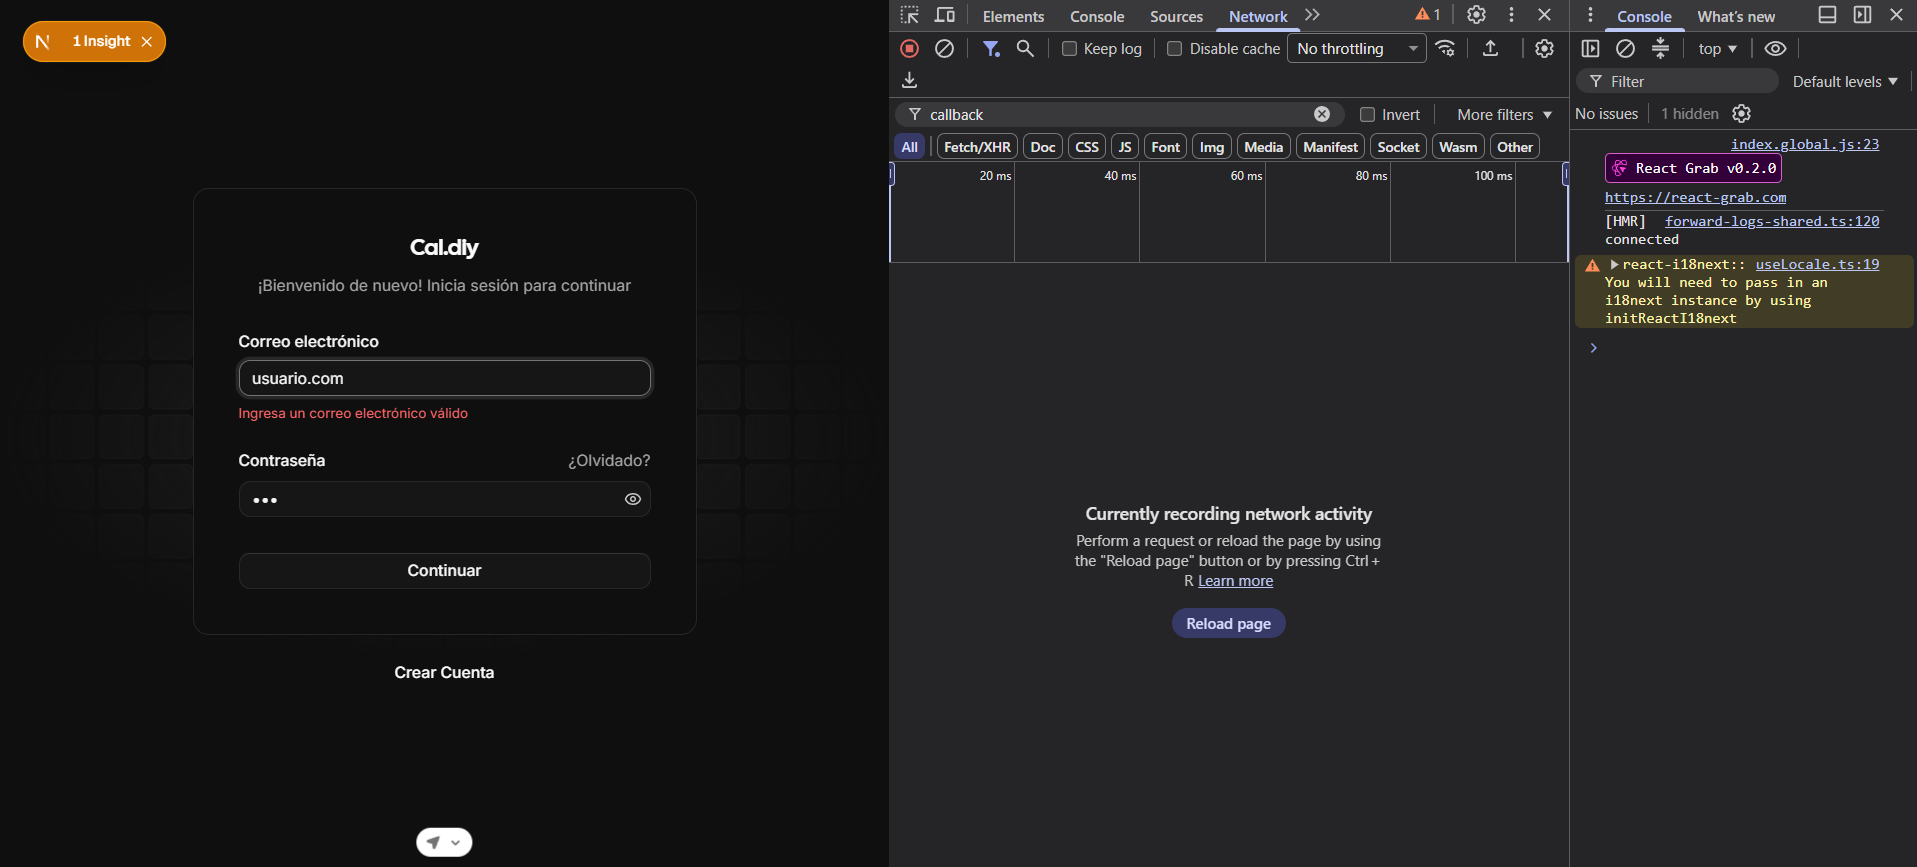 1 Insight
Cal.dly
¡Bienvenido de nuevo! Inicia sesión para continuar
Correo electrónico
usuario.com
Ingresa un correo electrónico válido
Contraseña
¿Olvidado?
Continuar
Crear Cuenta
Elements
Console
Sources
Network
1
Keep log
Disable cache
No throttling
callback
Invert
More filters
All
Fetch/XHR
Doc
CSS
JS
Font
Img
Media
Manifest
Socket
Wasm
Other
20 ms
40 ms
60 ms
80 ms
100 ms
Currently recording network activity
Perform a request or reload the page by using
the "Reload page" button or by pressing Ctrl +
R Learn more
Reload page
Console
What's new
top
Filter
Default levels
No issues
1 hidden
index.global.js:23
React Grab v0.2.0
https://react-grab.com
[HMR] forward-logs-shared.ts:120
connected
react-i18next:: useLocale.ts:19
You will need to pass in an
i18next instance by using
initReactI18next